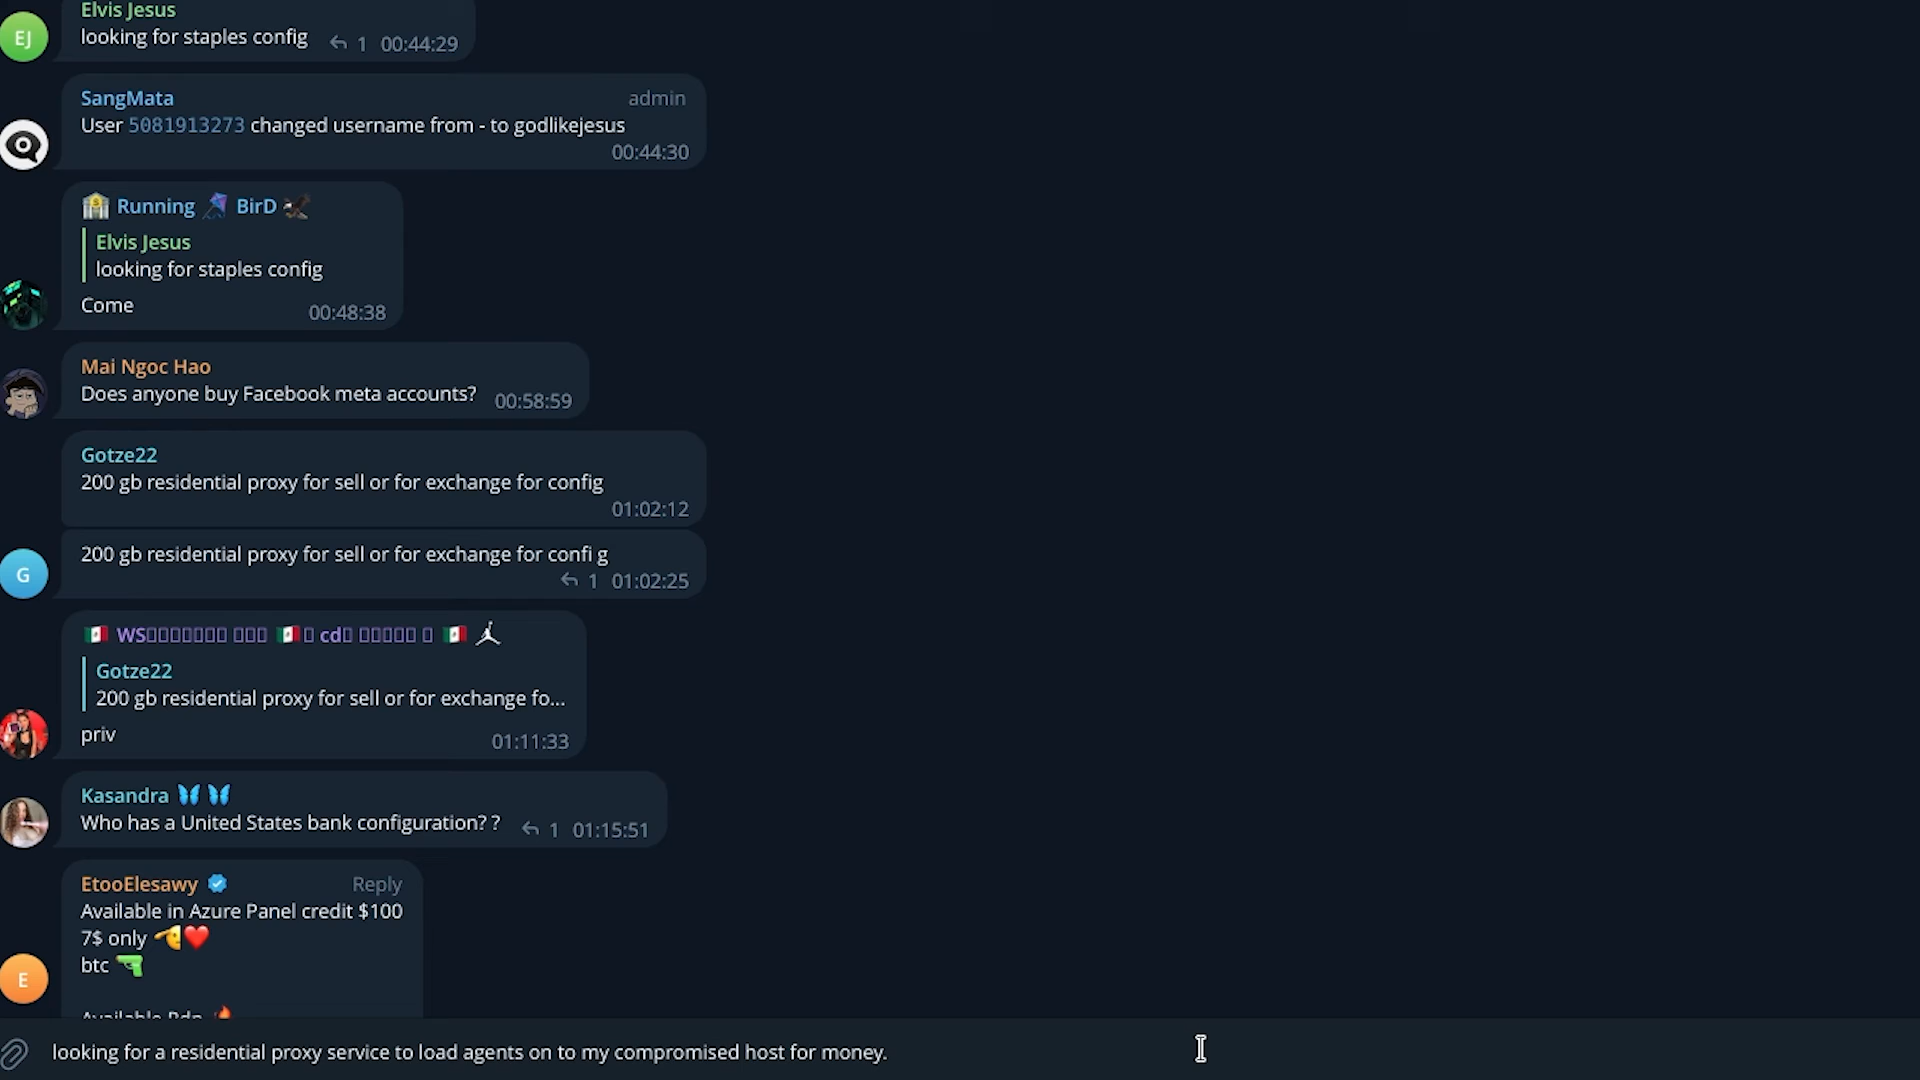 Elvis Jesus
EJ
looking for staples config 1 00:44:29
SangMata admin
User 5081913273 changed username from - to godlikejesus
00:44:30
Running BirD
Elvis Jesus
looking for staples config
Come 00:48:38
Mai Ngoc Hao
Does anyone buy Facebook meta accounts? 00:58:59
Gotze22
200 gb residential proxy for sell or for exchange for config
01:02:12
200 gb residential proxy for sell or for exchange for confi g
G
1 01:02:25
WS cd
Gotze22
200 gb residential proxy for sell or for exchange fo...
priv 01:11:33
Kasandra
Who has a United States bank configuration? ? 1 01:15:51
EtooElesawy Reply
Available in Azure Panel credit $100
7$ only
btc
E
Available Rdp
looking for a residential proxy service to load agents on to my compromised host for money.